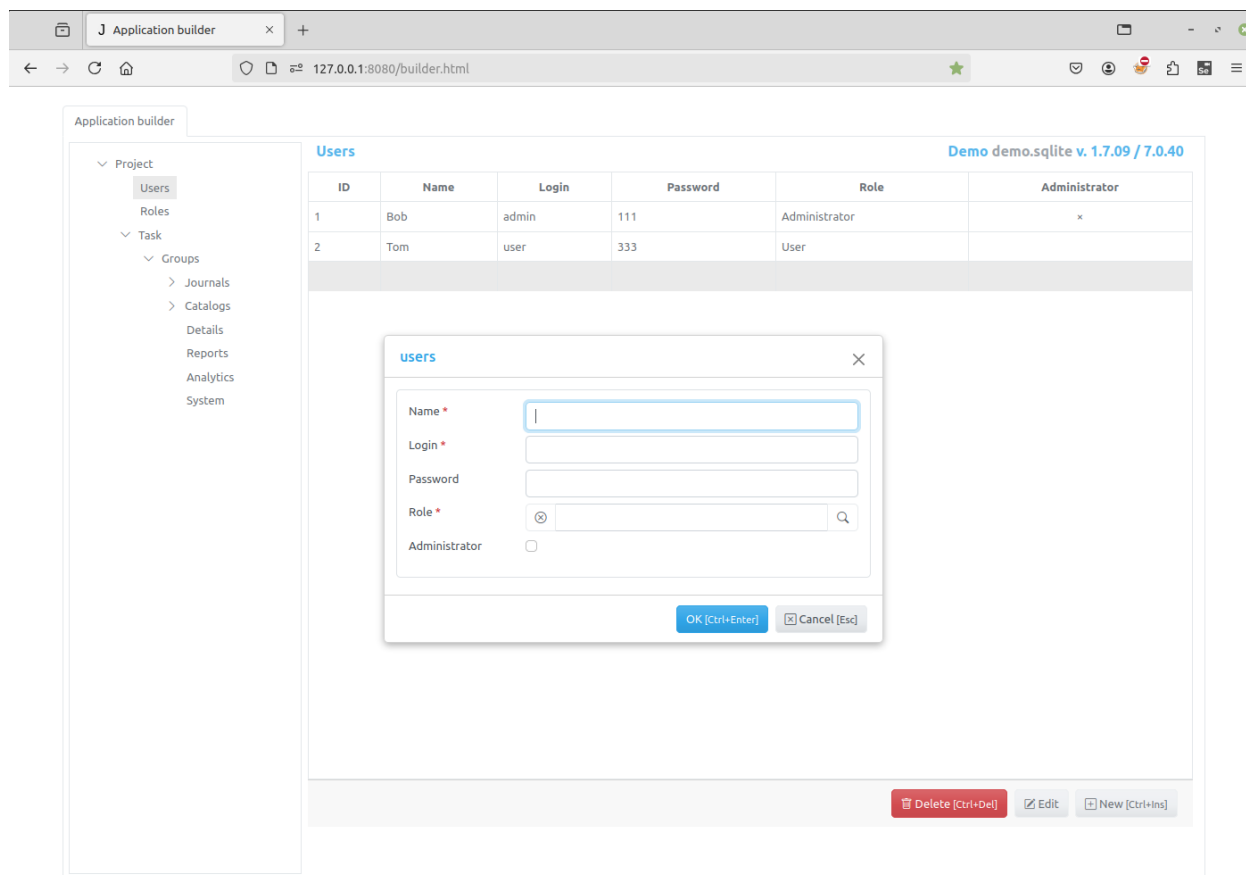 J Application builder
127.0.0.1:8080/builder.html
Application builder
Project
Users
Roles
Task
Groups
Journals
Catalogs
Details
Reports
Analytics
System
Users Demo demo.sqlite v. 1.7.09 / 7.0.40
ID Name Login Password Role Administrator
1 Bob admin 111 Administrator ×
2 Tom user 333 User
users
Name *
Login *
Password
Role *
Administrator
OK [Ctrl+Enter] Cancel [Esc]
Delete [Ctrl+Del] Edit New [Ctrl+Ins]